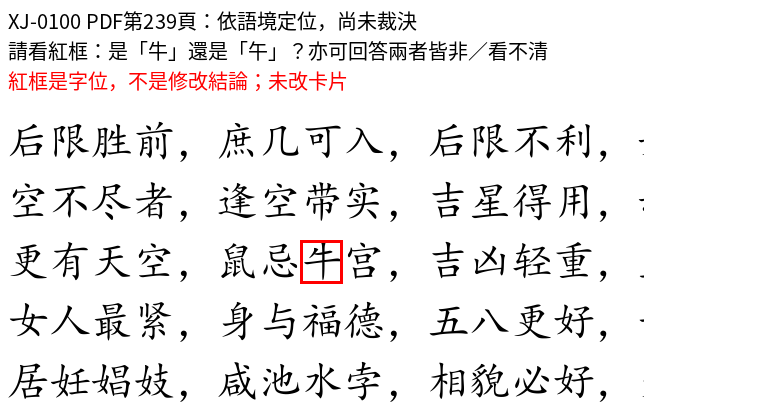 XJ-0100 PDF第239頁：依語境定位，尚未裁決
請看紅框：是「牛」還是「午」？亦可回答兩者皆非／看不清
紅框是字位，不是修改結論；未改卡片
后限胜前，庶几可入，后限不利，
空不尽者，逢空带实，吉星得用，
更有天空，鼠忌牛宫，吉凶轻重，
女人最紧，身与福德，五八更好，
居妊娼妓，咸池水孛，相貌必好，